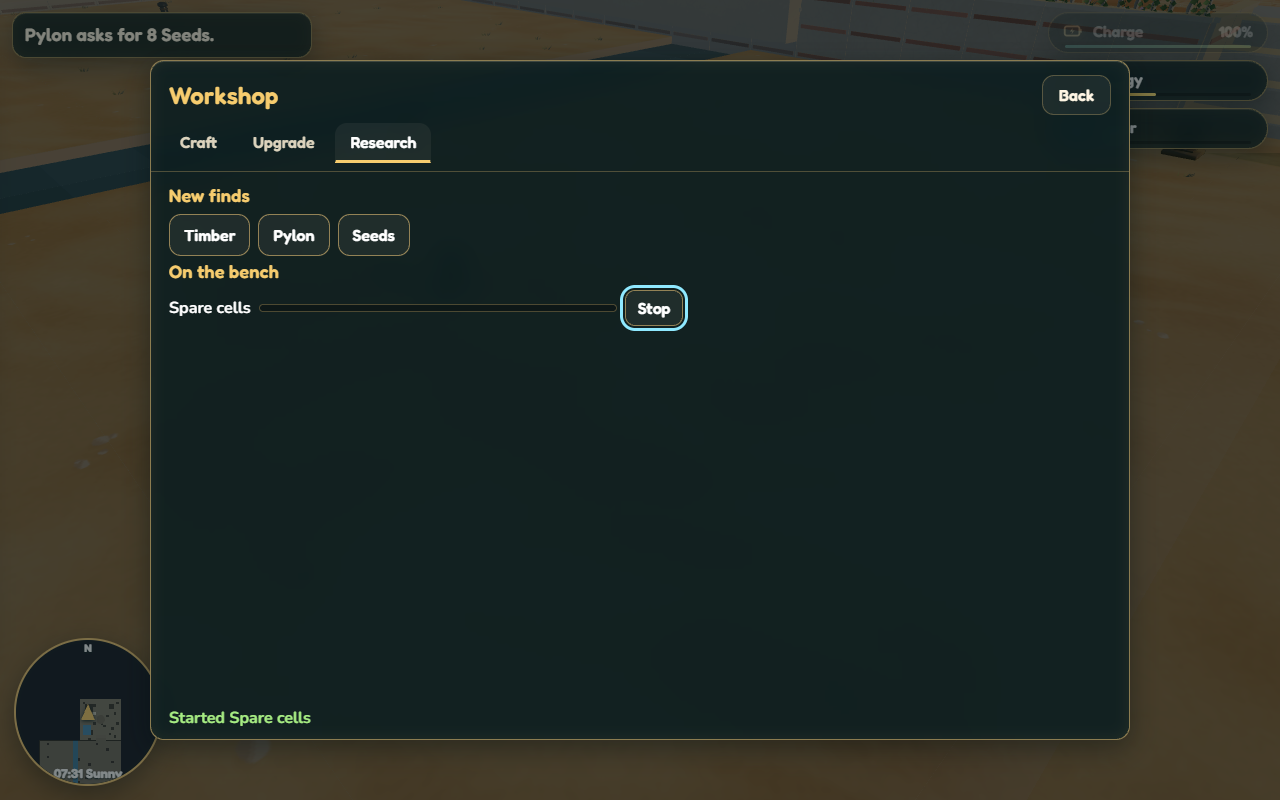 Pylon asks for 8 Seeds.
Charge 100%
Workshop
Back
Craft Upgrade Research
New finds
Timber Pylon Seeds
On the bench
Spare cells Stop
Started Spare cells
N
07:31 Sunny